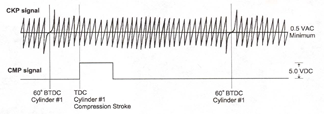 CKP signal
0.5 VAC
Minimum
CMP signal
5.0 VDC
60° BTDC
Cylinder #1
TDC
Cylinder #1
Compression Stroke
60° BTDC
Cylinder #1